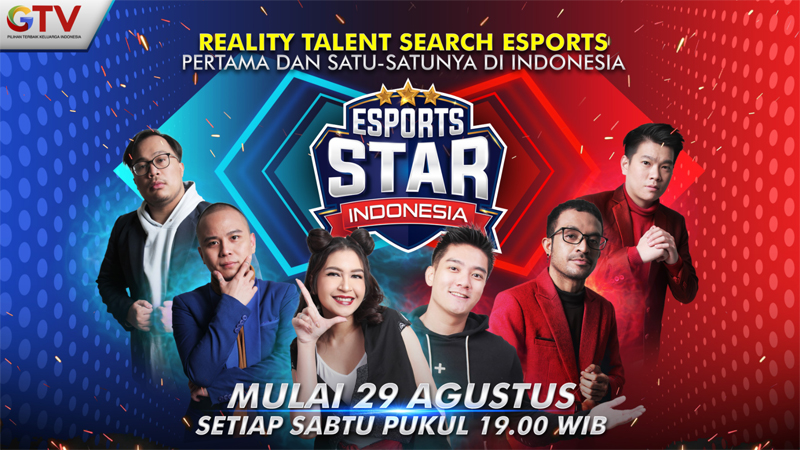 GTV
PILIHAN TERBAIK KELUARGA INDONESIA
REALITY TALENT SEARCH ESPORTS
PERTAMA DAN SATU-SATUNYA DI INDONESIA
ESPORTS
STAR
INDONESIA
MULAI 29 AGUSTUS
SETIAP SABTU PUKUL 19.00 WIB